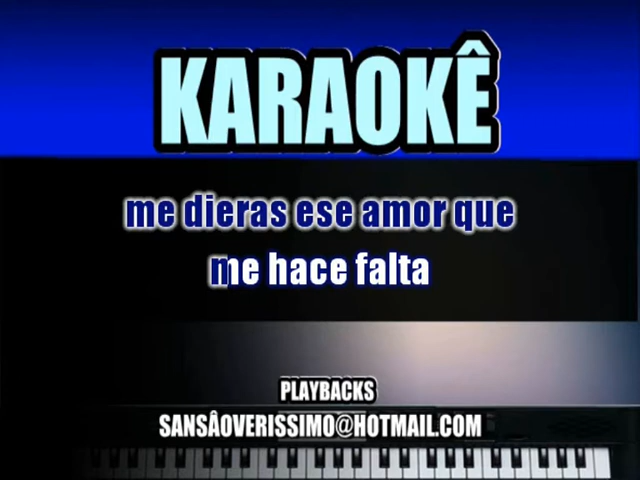 KARAOKÊ
me dieras ese amor que
me hace falta
PLAYBACKS
SANSÂOVERISSIMO@HOTMAIL.COM